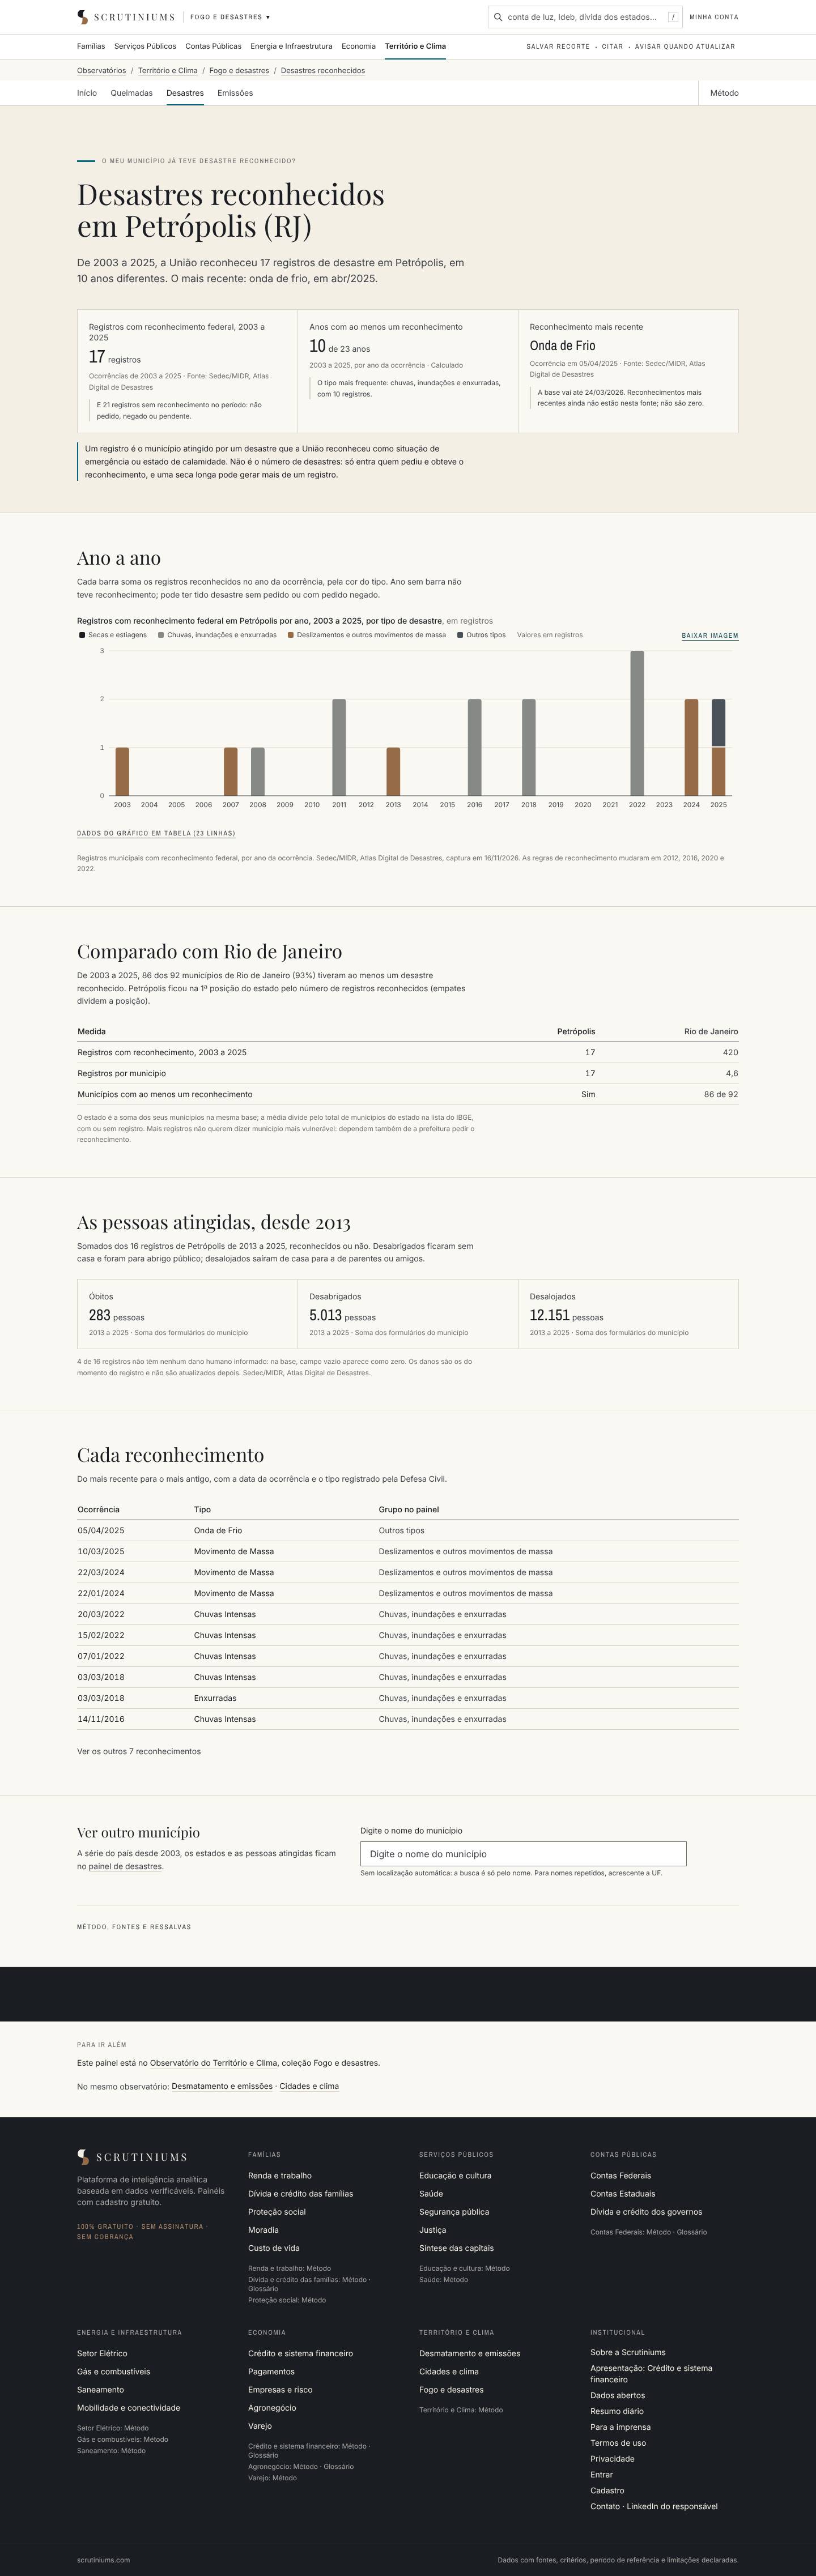 SCRUTINIUMS
FOGO E DESASTRES ▾
conta de luz, Ideb, dívida dos estados... /
MINHA CONTA
Famílias Serviços Públicos Contas Públicas Energia e Infraestrutura Economia Território e Clima
SALVAR RECORTE · CITAR · AVISAR QUANDO ATUALIZAR
Observatórios / Território e Clima / Fogo e desastres / Desastres reconhecidos
Início Queimadas Desastres Emissões Método
O MEU MUNICÍPIO JÁ TEVE DESASTRE RECONHECIDO?
Desastres reconhecidos
em Petrópolis (RJ)
De 2003 a 2025, a União reconheceu 17 registros de desastre em Petrópolis, em
10 anos diferentes. O mais recente: onda de frio, em abr/2025.
Registros com reconhecimento federal, 2003 a
2025
17 registros
Ocorrências de 2003 a 2025 · Fonte: Sedec/MIDR, Atlas
Digital de Desastres
E 21 registros sem reconhecimento no período: não
pedido, negado ou pendente.
Anos com ao menos um reconhecimento
10 de 23 anos
2003 a 2025, por ano da ocorrência · Calculado
O tipo mais frequente: chuvas, inundações e enxurradas,
com 10 registros.
Reconhecimento mais recente
Onda de Frio
Ocorrência em 05/04/2025 · Fonte: Sedec/MIDR, Atlas
Digital de Desastres
A base vai até 24/03/2026. Reconhecimentos mais
recentes ainda não estão nesta fonte; não são zero.
Um registro é o município atingido por um desastre que a União reconheceu como situação de
emergência ou estado de calamidade. Não é o número de desastres: só entra quem pediu e obteve o
reconhecimento, e uma seca longa pode gerar mais de um registro.
Ano a ano
Cada barra soma os registros reconhecidos no ano da ocorrência, pela cor do tipo. Ano sem barra não
teve reconhecimento; pode ter tido desastre sem pedido ou com pedido negado.
Registros com reconhecimento federal em Petrópolis por ano, 2003 a 2025, por tipo de desastre, em registros
Secas e estiagens Chuvas, inundações e enxurradas Deslizamentos e outros movimentos de massa Outros tipos Valores em registros
BAIXAR IMAGEM
3
2
1
0
2003 2004 2005 2006 2007 2008 2009 2010 2011 2012 2013 2014 2015 2016 2017 2018 2019 2020 2021 2022 2023 2024 2025
DADOS DO GRÁFICO EM TABELA (23 LINHAS)
Registros municipais com reconhecimento federal, por ano da ocorrência. Sedec/MIDR, Atlas Digital de Desastres, captura em 16/11/2026. As regras de reconhecimento mudaram em 2012, 2016, 2020 e
2022.
Comparado com Rio de Janeiro
De 2003 a 2025, 86 dos 92 municípios de Rio de Janeiro (93%) tiveram ao menos um desastre
reconhecido. Petrópolis ficou na 1ª posição do estado pelo número de registros reconhecidos (empates
dividem a posição).
Medida Petrópolis Rio de Janeiro
Registros com reconhecimento, 2003 a 2025 17 420
Registros por município 17 4,6
Municípios com ao menos um reconhecimento Sim 86 de 92
O estado é a soma dos seus municípios na mesma base; a média divide pelo total de municípios do estado na lista do IBGE,
com ou sem registro. Mais registros não querem dizer município mais vulnerável: dependem também de a prefeitura pedir o
reconhecimento.
As pessoas atingidas, desde 2013
Somados dos 16 registros de Petrópolis de 2013 a 2025, reconhecidos ou não. Desabrigados ficaram sem
casa e foram para abrigo público; desalojados saíram de casa para a de parentes ou amigos.
Óbitos
283 pessoas
2013 a 2025 · Soma dos formulários do município
Desabrigados
5.013 pessoas
2013 a 2025 · Soma dos formulários do município
Desalojados
12.151 pessoas
2013 a 2025 · Soma dos formulários do município
4 de 16 registros não têm nenhum dano humano informado: na base, campo vazio aparece como zero. Os danos são os do
momento do registro e não são atualizados depois. Sedec/MIDR, Atlas Digital de Desastres.
Cada reconhecimento
Do mais recente para o mais antigo, com a data da ocorrência e o tipo registrado pela Defesa Civil.
Ocorrência Tipo Grupo no painel
05/04/2025 Onda de Frio Outros tipos
10/03/2025 Movimento de Massa Deslizamentos e outros movimentos de massa
22/03/2024 Movimento de Massa Deslizamentos e outros movimentos de massa
22/01/2024 Movimento de Massa Deslizamentos e outros movimentos de massa
20/03/2022 Chuvas Intensas Chuvas, inundações e enxurradas
15/02/2022 Chuvas Intensas Chuvas, inundações e enxurradas
07/01/2022 Chuvas Intensas Chuvas, inundações e enxurradas
03/03/2018 Chuvas Intensas Chuvas, inundações e enxurradas
03/03/2018 Enxurradas Chuvas, inundações e enxurradas
14/11/2016 Chuvas Intensas Chuvas, inundações e enxurradas
Ver os outros 7 reconhecimentos
Ver outro município
A série do país desde 2003, os estados e as pessoas atingidas ficam
no painel de desastres.
Digite o nome do município
Digite o nome do município
Sem localização automática: a busca é só pelo nome. Para nomes repetidos, acrescente a UF.
MÉTODO, FONTES E RESSALVAS
PARA IR ALÉM
Este painel está no Observatório do Território e Clima, coleção Fogo e desastres.
No mesmo observatório: Desmatamento e emissões · Cidades e clima
SCRUTINIUMS
Plataforma de inteligência analítica
baseada em dados verificáveis. Painéis
com cadastro gratuito.
100% GRATUITO · SEM ASSINATURA ·
SEM COBRANÇA
FAMÍLIAS
Renda e trabalho
Dívida e crédito das famílias
Proteção social
Moradia
Custo de vida
Renda e trabalho: Método
Dívida e crédito das famílias: Método ·
Glossário
Proteção social: Método
SERVIÇOS PÚBLICOS
Educação e cultura
Saúde
Segurança pública
Justiça
Síntese das capitais
Educação e cultura: Método
Saúde: Método
CONTAS PÚBLICAS
Contas Federais
Contas Estaduais
Dívida e crédito dos governos
Contas Federais: Método · Glossário
ENERGIA E INFRAESTRUTURA
Setor Elétrico
Gás e combustíveis
Saneamento
Mobilidade e conectividade
Setor Elétrico: Método
Gás e combustíveis: Método
Saneamento: Método
ECONOMIA
Crédito e sistema financeiro
Pagamentos
Empresas e risco
Agronegócio
Varejo
Crédito e sistema financeiro: Método ·
Glossário
Agronegócio: Método · Glossário
Varejo: Método
TERRITÓRIO E CLIMA
Desmatamento e emissões
Cidades e clima
Fogo e desastres
Território e Clima: Método
INSTITUCIONAL
Sobre a Scrutiniums
Apresentação: Crédito e sistema
financeiro
Dados abertos
Resumo diário
Para a imprensa
Termos de uso
Privacidade
Entrar
Cadastro
Contato · LinkedIn do responsável
scrutiniums.com
Dados com fontes, critérios, período de referência e limitações declaradas.